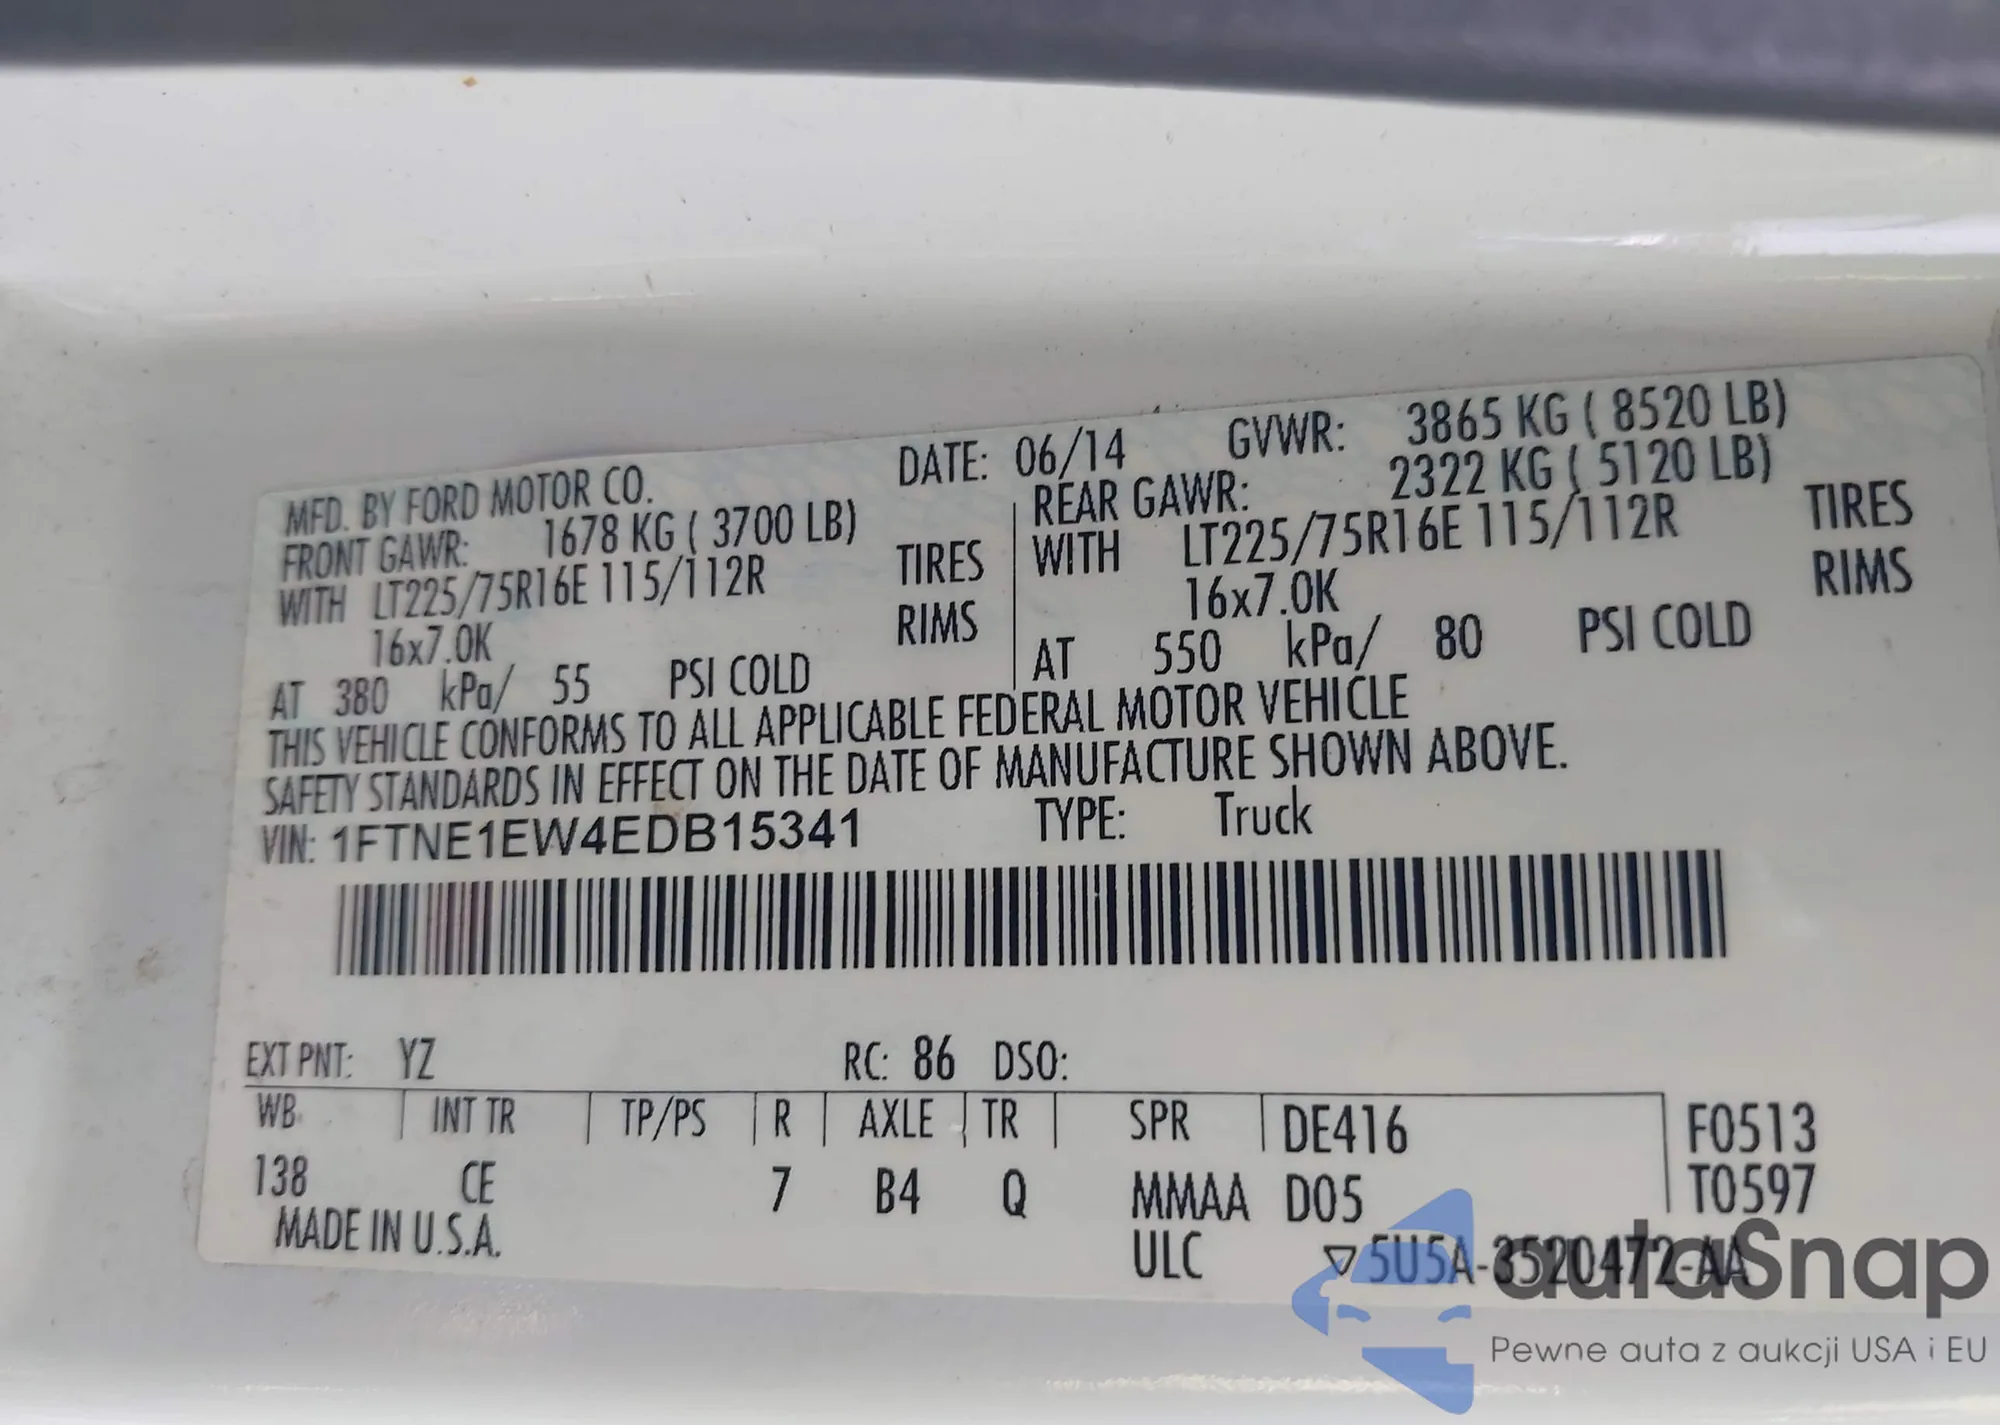 MFD. BY FORD MOTOR CO. DATE: 06/14 GVWR: 3865 KG ( 8520 LB)
FRONT GAWR: 1678 KG ( 3700 LB) REAR GAWR: 2322 KG ( 5120 LB)
WITH LT225/75R16E 115/112R TIRES WITH LT225/75R16E 115/112R TIRES
16x7.0K RIMS 16x7.0K RIMS
AT 380 kPa/ 55 PSI COLD AT 550 kPa/ 80 PSI COLD
THIS VEHICLE CONFORMS TO ALL APPLICABLE FEDERAL MOTOR VEHICLE
SAFETY STANDARDS IN EFFECT ON THE DATE OF MANUFACTURE SHOWN ABOVE.
VIN: 1FTNE1EW4EDB15341 TYPE: Truck
EXT PNT: YZ RC: 86 DSO:
WB INT TR TP/PS R AXLE TR SPR DE416 F0513
138 CE 7 B4 Q MMAA D05 T0597
MADE IN U.S.A. ULC ▽5U5A-3520472-AA
autaSnap
Pewne auta z aukcji USA i EU